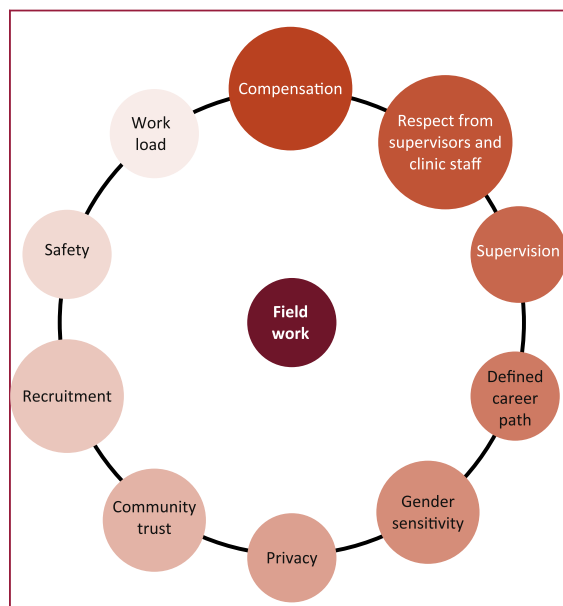 Compensation
Respect from
supervisors and
clinic staff
Supervision
Defined
career
path
Gender
sensitivity
Privacy
Community
trust
Recruitment
Safety
Work
load
Field
work